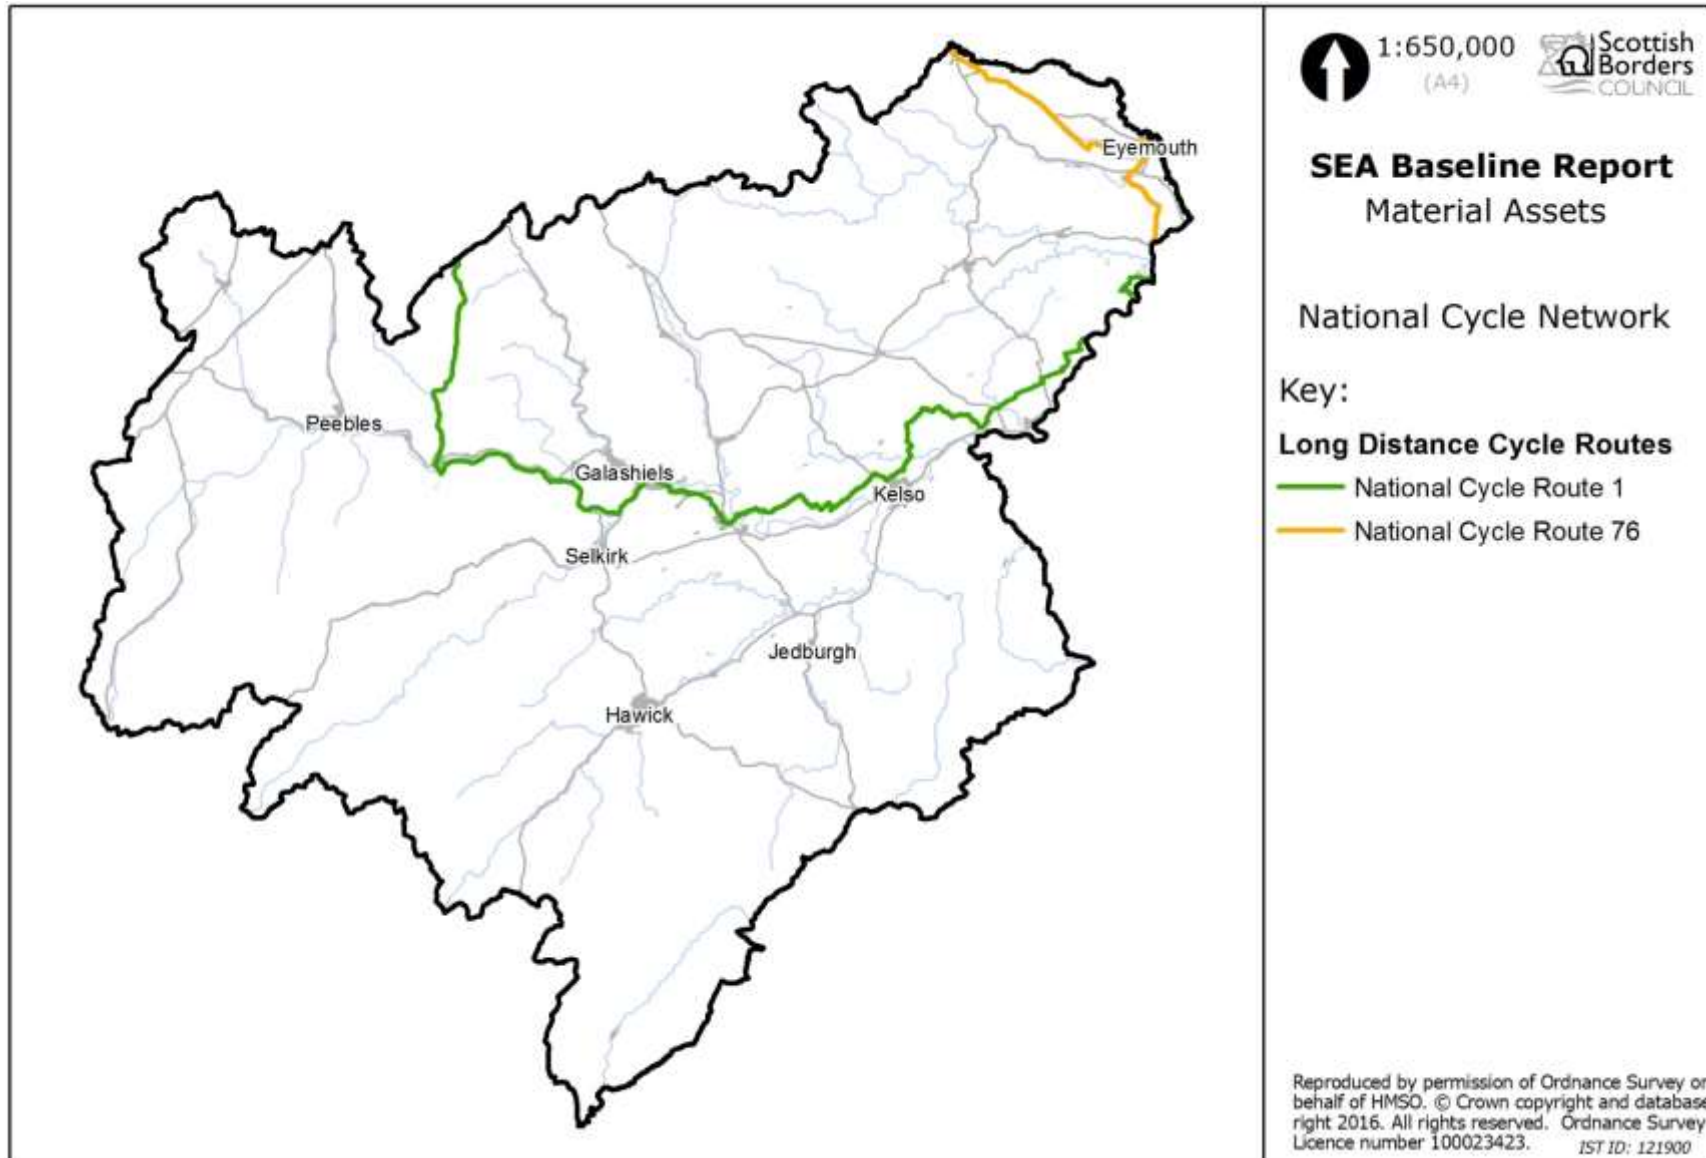 1:650,000
(A4)
Scottish
Borders
COUNCIL
SEA Baseline Report
Material Assets
National Cycle Network
Key:
Long Distance Cycle Routes
National Cycle Route 1
National Cycle Route 76
Eyemouth
Peebles
Galashiels
Kelso
Selkirk
Jedburgh
Hawick
Reproduced by permission of Ordnance Survey on
behalf of HMSO. © Crown copyright and database
right 2016. All rights reserved. Ordnance Survey
Licence number 100023423. IST ID: 121900